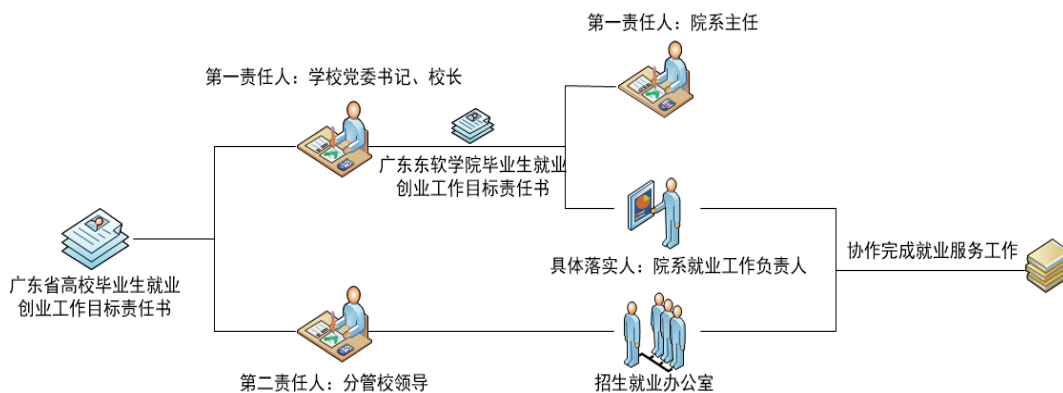 第一责任人：院系主任
第一责任人：学校党委书记、校长
广东东软学院毕业生就业
创业工作目标责任书
广东省高校毕业生就业
创业工作目标责任书
具体落实人：院系就业工作负责人
协作完成就业服务工作
第二责任人：分管校领导
招生就业办公室